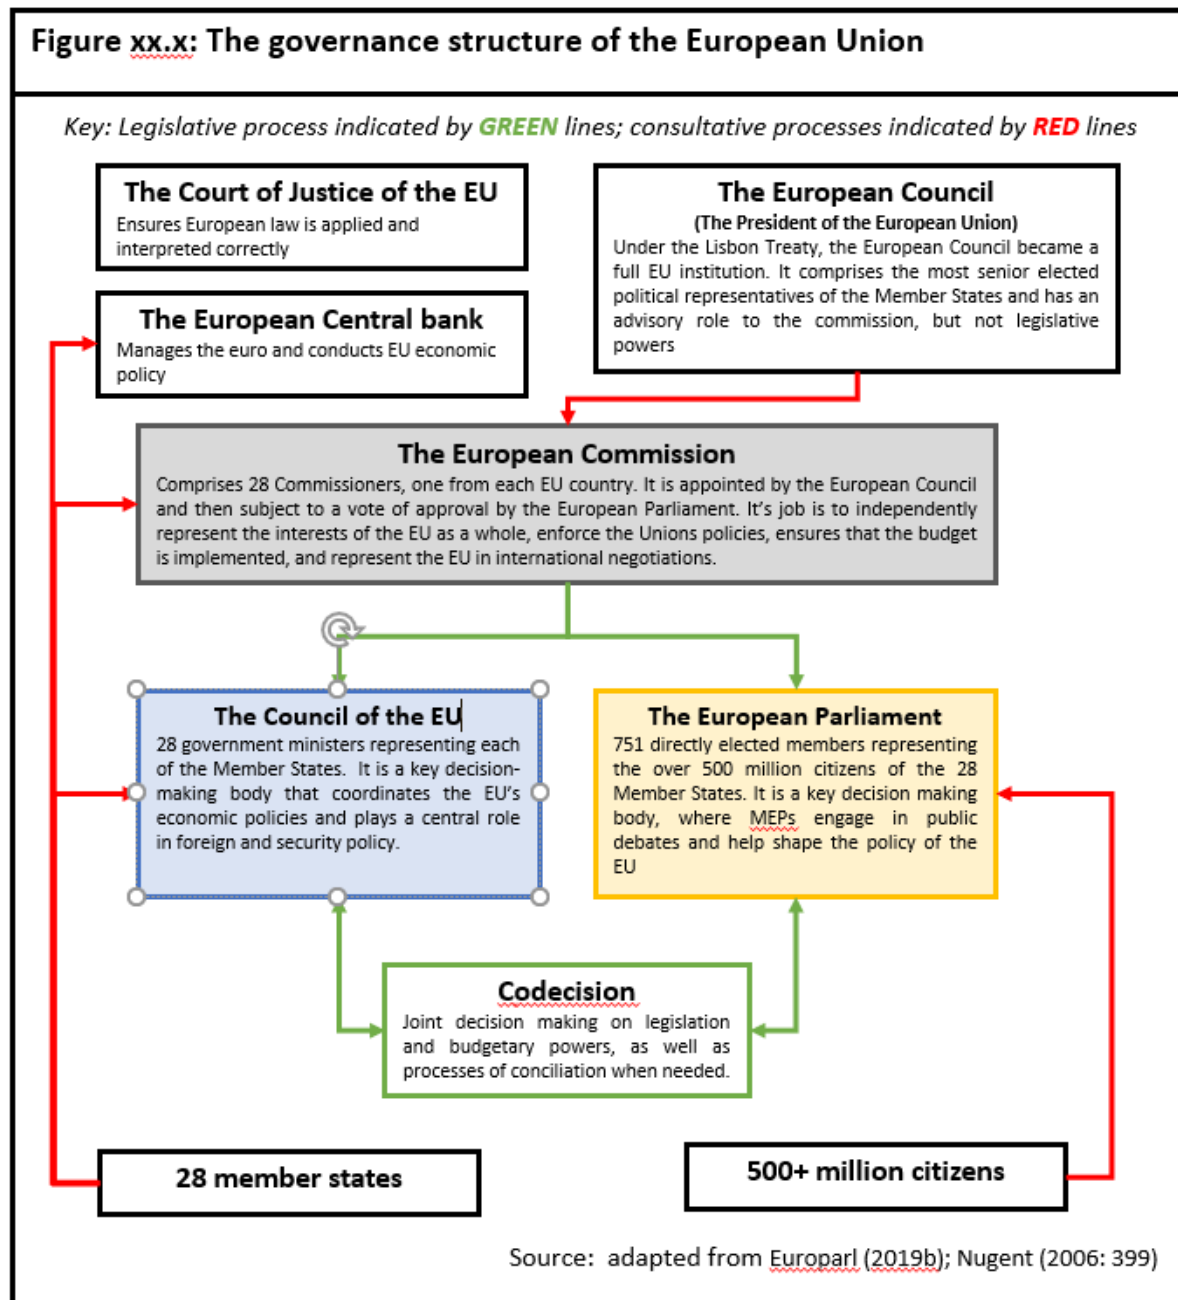 Figure xx.x: The governance structure of the European Union
Key: Legislative process indicated by GREEN lines; consultative processes indicated by RED lines
The Court of Justice of the EU
Ensures European law is applied and
interpreted correctly
The European Council
(The President of the European Union)
Under the Lisbon Treaty, the European Council became a
full EU institution. It comprises the most senior elected
political representatives of the Member States and has an
advisory role to the commission, but not legislative
powers
The European Central bank
Manages the euro and conducts EU economic
policy
The European Commission
Comprises 28 Commissioners, one from each EU country. It is appointed by the European Council
and then subject to a vote of approval by the European Parliament. It's job is to independently
represent the interests of the EU as a whole, enforce the Unions policies, ensures that the budget
is implemented, and represent the EU in international negotiations.
The Council of the EU
28 government ministers representing each
of the Member States. It is a key decision-
making body that coordinates the EU's
economic policies and plays a central role
in foreign and security policy.
The European Parliament
751 directly elected members representing
the over 500 million citizens of the 28
Member States. It is a key decision making
body, where MEPs engage in public
debates and help shape the policy of the
EU
Codecision
Joint decision making on legislation
and budgetary powers, as well as
processes of conciliation when needed.
28 member states
500+ million citizens
Source: adapted from Europarl (2019b); Nugent (2006: 399)